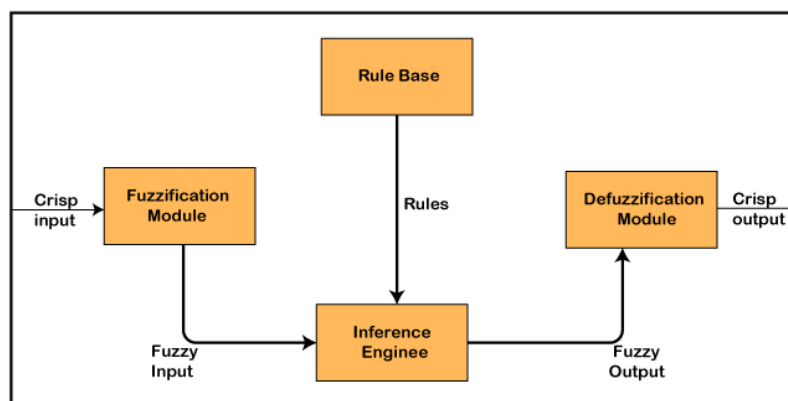 Rule Base
Fuzzification
Module
Crisp
input
Rules
Defuzzification
Module
Crisp
output
Inference
Enginee
Fuzzy
Input
Fuzzy
Output